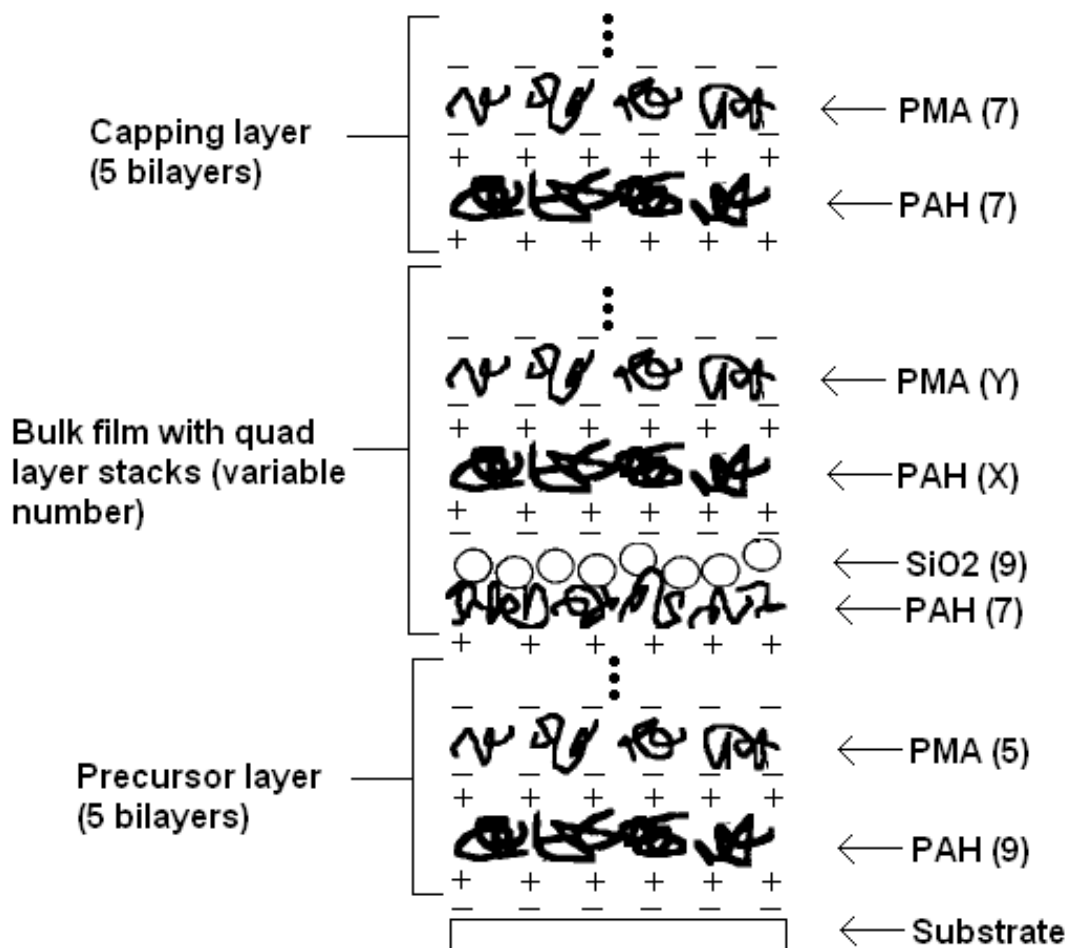 PMA (7)
Capping layer
(5 bilayers)
PAH (7)
PMA (Y)
Bulk film with quad
layer stacks (variable
number)
PAH (X)
SiO2 (9)
PAH (7)
PMA (5)
Precursor layer
(5 bilayers)
PAH (9)
Substrate